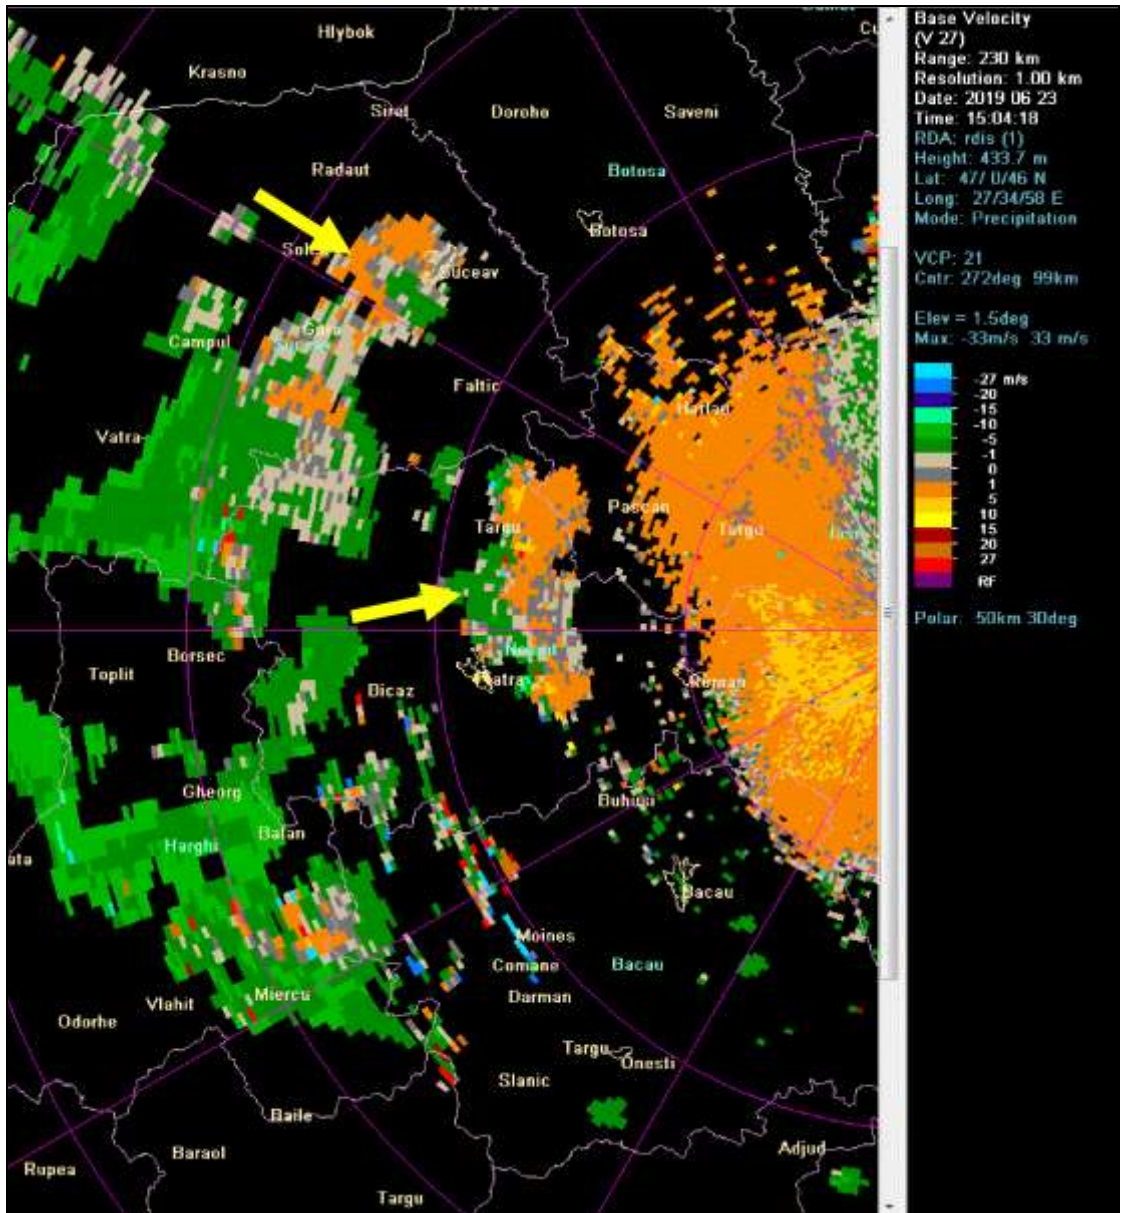 Hlybok
Krasno
Siret
Doroho
Saveni
Radaut
Botosa
Botosa
Suceav
Campul
Faltic
Harlau
Vatra
Targu
Pascan
Targu
Borsec
Toplit
Piatra
Roman
Bicaz
Gheorg
Buhusi
Harghi
Balan
Bacau
Moines
Comane
Bacau
Darman
Miercu
Vlahit
Odorhe
Targu
Onesti
Slanic
Baile
Baraol
Adjud
Rupea
Targu
Base Velocity
(V 27)
Range: 230 km
Resolution: 1.00 km
Date: 2019 06 23
Time: 15:04:18
RDA: rdis (1)
Height: 433.7 m
Lat: 47/ 0/46 N
Long: 27/34/58 E
Mode: Precipitation
VCP: 21
Cntr: 272deg 99km
Elev = 1.5deg
Max: -33m/s 33 m/s
-27 m/s
-20
-15
-10
-5
-1
0
1
5
10
15
20
27
RF
Polar: 50km 30deg